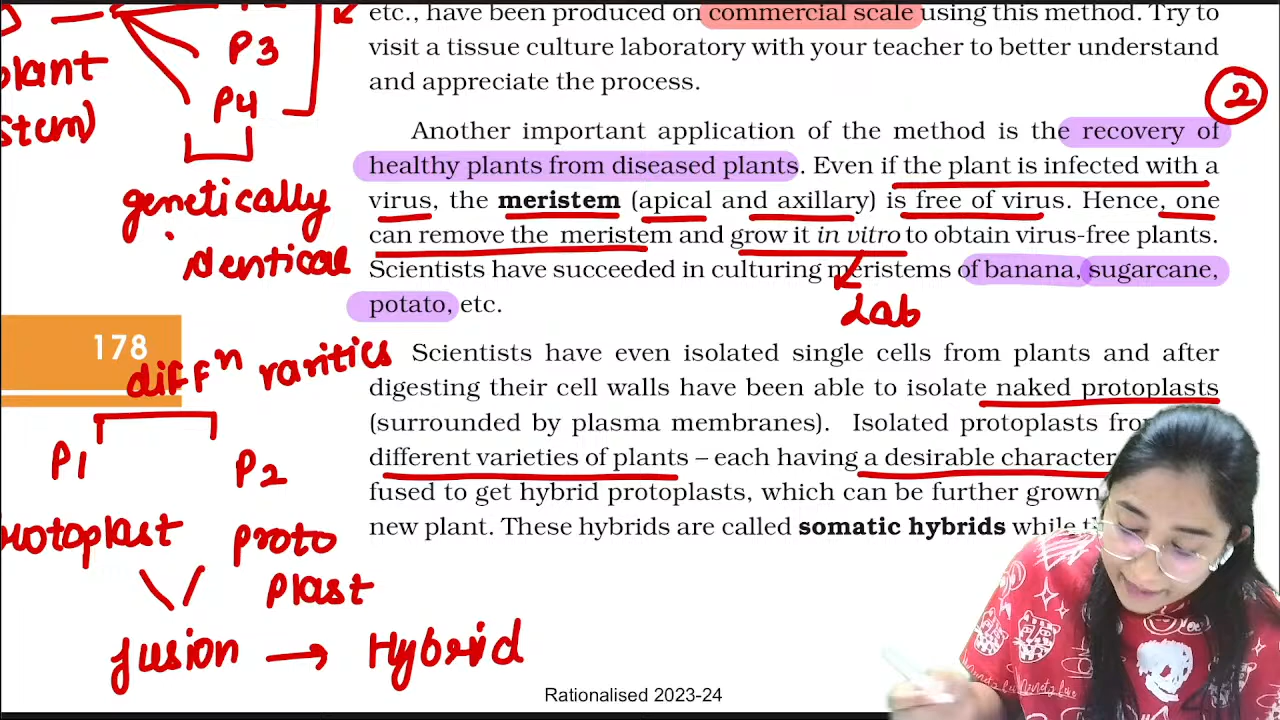 etc., have been produced on commercial scale using this method. Try to
visit a tissue culture laboratory with your teacher to better understand
and appreciate the process.
Another important application of the method is the recovery of
healthy plants from diseased plants. Even if the plant is infected with a
virus, the meristem (apical and axillary) is free of virus. Hence, one
can remove the meristem and grow it in vitro to obtain virus-free plants.
Scientists have succeeded in culturing meristems of banana, sugarcane,
potato, etc.
Scientists have even isolated single cells from plants and after
digesting their cell walls have been able to isolate naked protoplasts
(surrounded by plasma membranes). Isolated protoplasts from
different varieties of plants – each having a desirable character
fused to get hybrid protoplasts, which can be further grown
new plant. These hybrids are called somatic hybrids while
Rationalised 2023-24
178
P3
P4
plant
stem)
genetically
identical
2
Lab
diffn rarities
P1
P2
protoplast
proto
plast
fusion → Hybrid